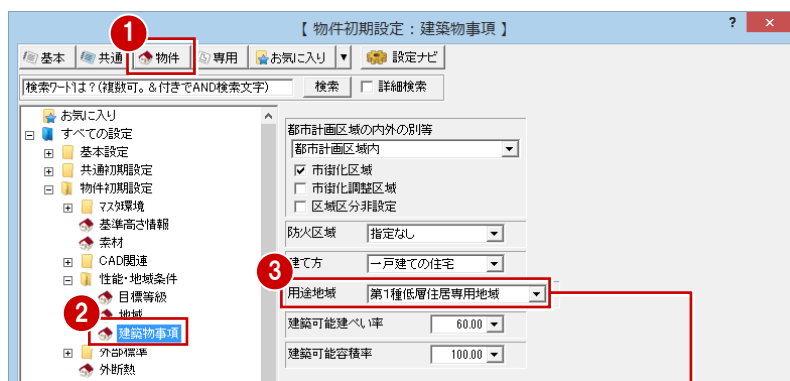 【 物件初期設定：建築物事項 】 ? ×
1
基本 共通 物件 専用 お気に入り ▼ 設定ナビ
検索ワードは？(複数可。＆付きでAND検索文字) 検索 詳細検索
お気に入り
すべての設定
基本設定
共通初期設定
物件初期設定
マスタ環境
基準高さ情報
素材
CAD関連
性能・地域条件
目標等級
地域
2
建築物事項
外部標準
外断熱
都市計画区域の内外の別等
都市計画区域内
市街化区域
市街化調整区域
区域区分非設定
防火区域 指定なし
建て方 一戸建ての住宅
3
用途地域 第1種低層住居専用地域
建築可能建ぺい率 60.00
建築可能容積率 100.00